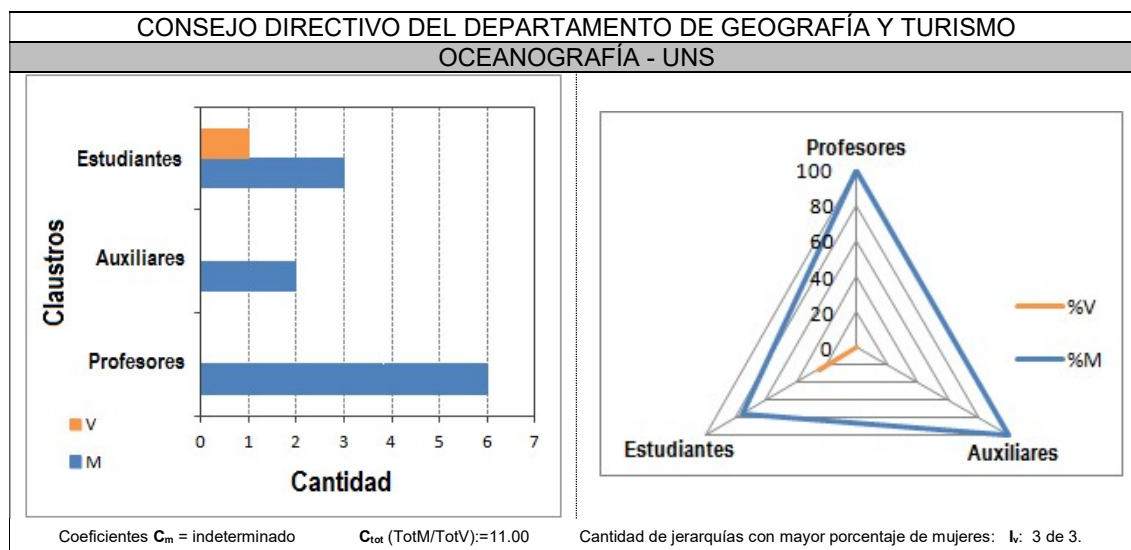 CONSEJO DIRECTIVO DEL DEPARTAMENTO DE GEOGRAFÍA Y TURISMO
OCEANOGRAFÍA - UNS
Claustros
Estudiantes
Auxiliares
Profesores
V
M
0 1 2 3 4 5 6 7
Cantidad
Profesores
100
80
60
40
20
0
Estudiantes
Auxiliares
%V
%M
Coeficientes Cm = indeterminado Ctot (TotM/TotV):=11.00 Cantidad de jerarquías con mayor porcentaje de mujeres: Iv: 3 de 3.